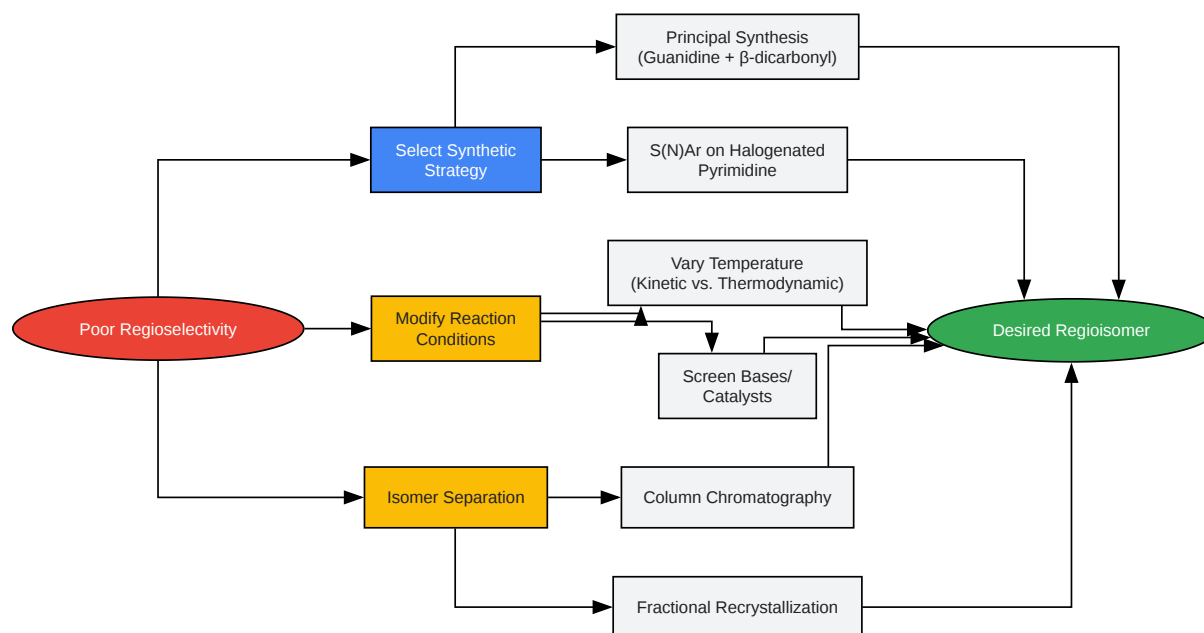 Principal Synthesis
(Guanidine + β-dicarbonyl)
Select Synthetic
Strategy
S(N)Ar on Halogenated
Pyrimidine
Vary Temperature
(Kinetic vs. Thermodynamic)
Poor Regioselectivity
Modify Reaction
Conditions
Desired Regioisomer
Screen Bases/
Catalysts
Isomer Separation
Column Chromatography
Fractional Recrystallization